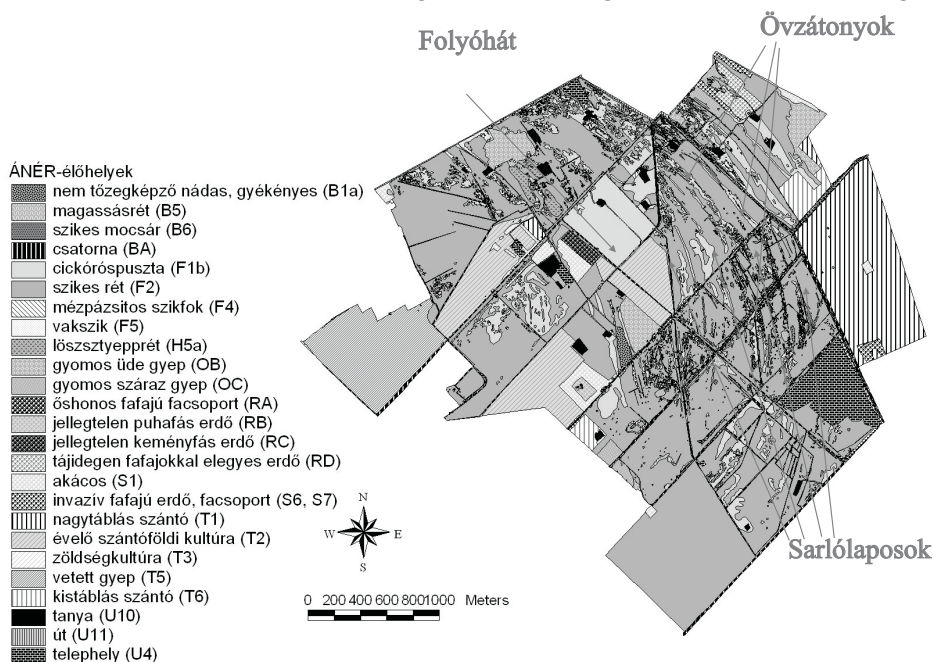 Folyóhát
Övzátonyok
ÁNÉR-élőhelyek
nem tőzegképző nádas, gyékényes (B1a)
magassásrét (B5)
szikes mocsár (B6)
csatorna (BA)
cickóróspuszta (F1b)
szikes rét (F2)
mézpázsitos szikfok (F4)
vakszik (F5)
löszsztyepprét (H5a)
gyomos üde gyep (OB)
gyomos száraz gyep (OC)
őshonos fafajú facsoport (RA)
jellegtelen puhafás erdő (RB)
jellegtelen keményfás erdő (RC)
tájidegen fafajokkal elegyes erdő (RD)
akácos (S1)
invazív fafajú erdő, facsoport (S6, S7)
nagytáblás szántó (T1)
évelő szántóföldi kultúra (T2)
zöldségkultúra (T3)
vetett gyep (T5)
kistáblás szántó (T6)
tanya (U10)
út (U11)
telephely (U4)
N
W E
S
0 200 400 600 800 1000 Meters
Sarlólaposok